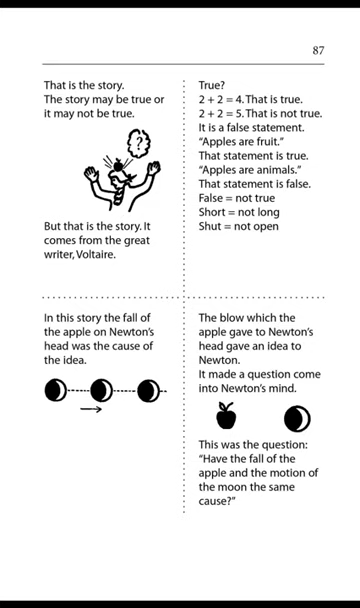 87
That is the story.
The story may be true or
it may not be true.
?
But that is the story. It
comes from the great
writer, Voltaire.
True?
2 + 2 = 4. That is true.
2 + 2 = 5. That is not true.
It is a false statement.
“Apples are fruit.”
That statement is true.
“Apples are animals.”
That statement is false.
False = not true
Short = not long
Shut = not open
In this story the fall of
the apple on Newton’s
head was the cause of
the idea.
The blow which the
apple gave to Newton’s
head gave an idea to
Newton.
It made a question come
into Newton’s mind.
This was the question:
“Have the fall of the
apple and the motion of
the moon the same
cause?”